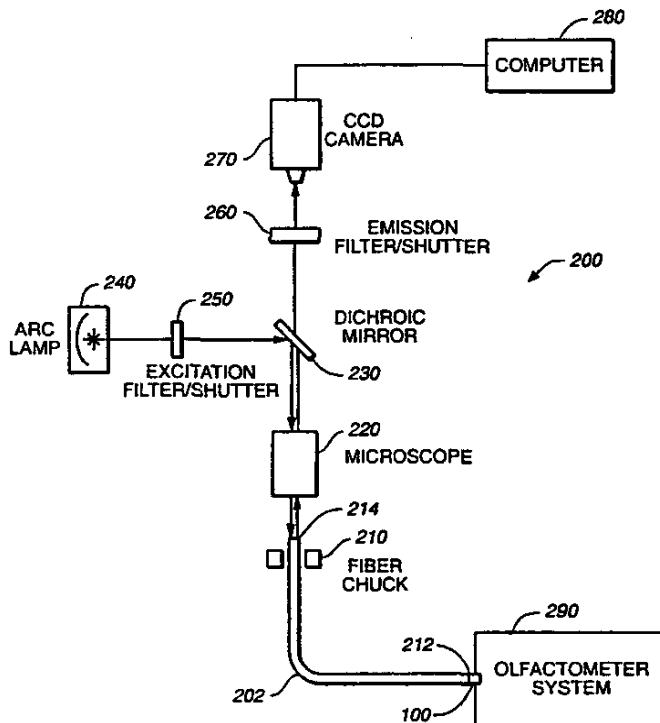 280
COMPUTER
CCD
CAMERA
270
260
EMISSION
FILTER/SHUTTER
200
240
250
ARC
LAMP
DICHROIC
MIRROR
EXCITATION
FILTER/SHUTTER
230
220
MICROSCOPE
214
210
FIBER
CHUCK
290
212
OLFACTOMETER
SYSTEM
202
100